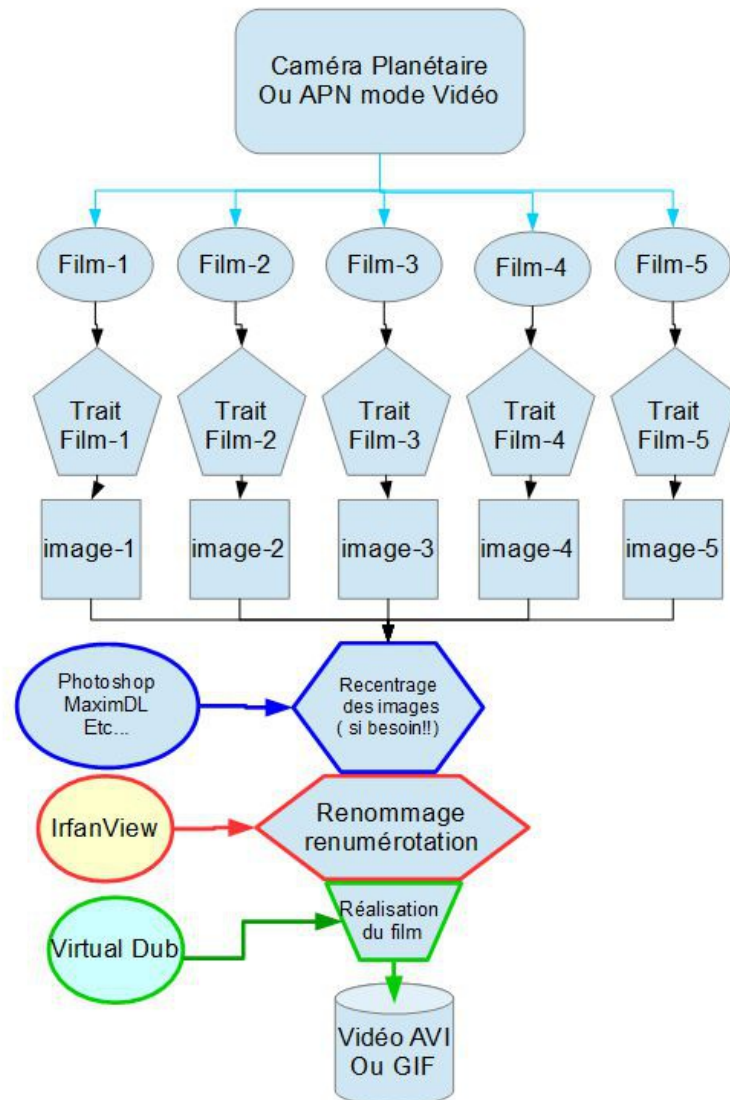 Caméra Planétaire
Ou APN mode Vidéo
Film-1
Film-2
Film-3
Film-4
Film-5
Trait
Film-1
Trait
Film-2
Trait
Film-3
Trait
Film-4
Trait
Film-5
image-1
image-2
image-3
image-4
image-5
Photoshop
MaximDL
Etc...
Recentrage
des images
( si besoin!!)
IrfanView
Renommage
renumérotation
Virtual Dub
Réalisation
du film
Vidéo AVI
Ou GIF